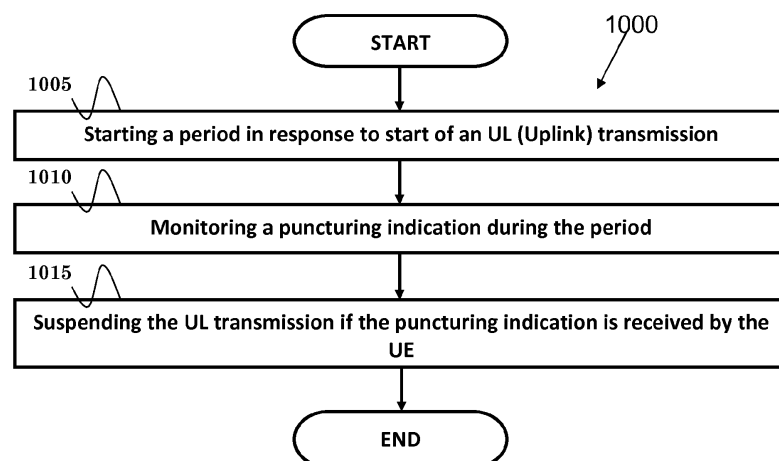 START
1000
1005
Starting a period in response to start of an UL (Uplink) transmission
1010
Monitoring a puncturing indication during the period
1015
Suspending the UL transmission if the puncturing indication is received by the
UE
END